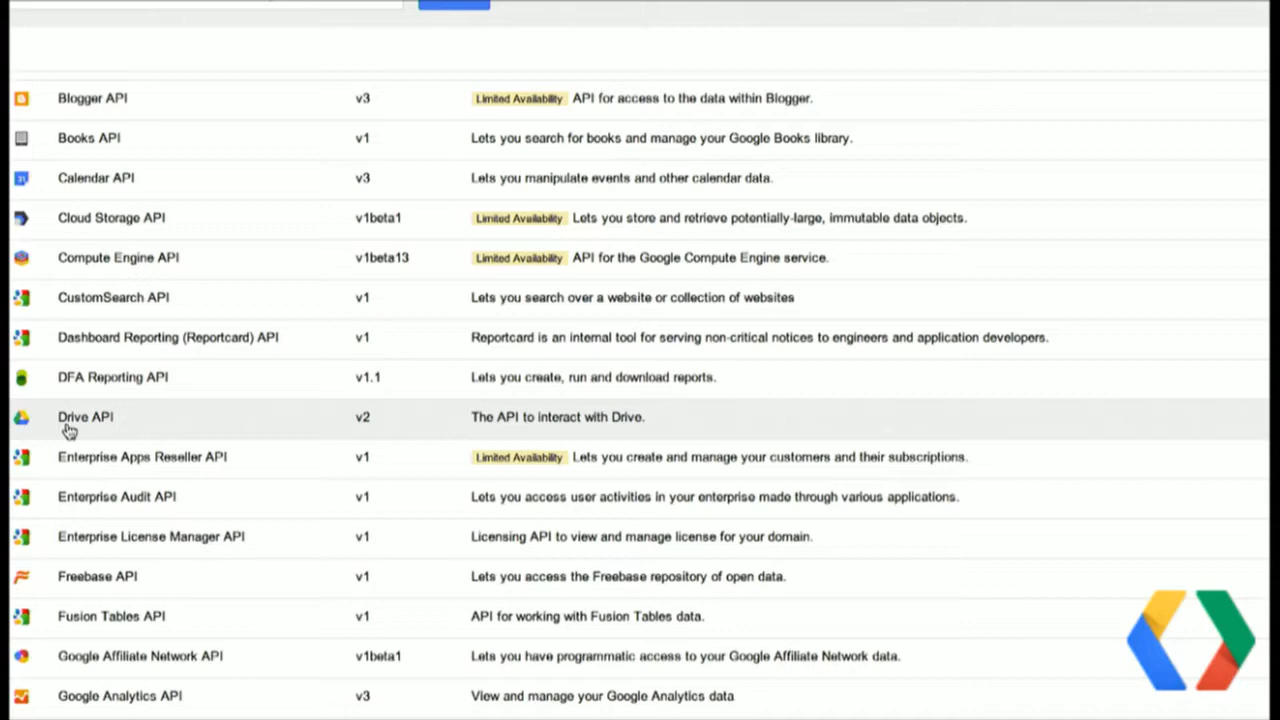 Blogger API v3 Limited Availability API for access to the data within Blogger.
Books API v1 Lets you search for books and manage your Google Books library.
31 Calendar API v3 Lets you manipulate events and other calendar data.
Cloud Storage API v1beta1 Limited Availability Lets you store and retrieve potentially-large, immutable data objects.
Compute Engine API v1beta13 Limited Availability API for the Google Compute Engine service.
CustomSearch API v1 Lets you search over a website or collection of websites
Dashboard Reporting (Reportcard) API v1 Reportcard is an internal tool for serving non-critical notices to engineers and application developers.
DFA Reporting API v1.1 Lets you create, run and download reports.
Drive API v2 The API to interact with Drive.
Enterprise Apps Reseller API v1 Limited Availability Lets you create and manage your customers and their subscriptions.
Enterprise Audit API v1 Lets you access user activities in your enterprise made through various applications.
Enterprise License Manager API v1 Licensing API to view and manage license for your domain.
Freebase API v1 Lets you access the Freebase repository of open data.
Fusion Tables API v1 API for working with Fusion Tables data.
Google Affiliate Network API v1beta1 Lets you have programmatic access to your Google Affiliate Network data.
Google Analytics API v3 View and manage your Google Analytics data